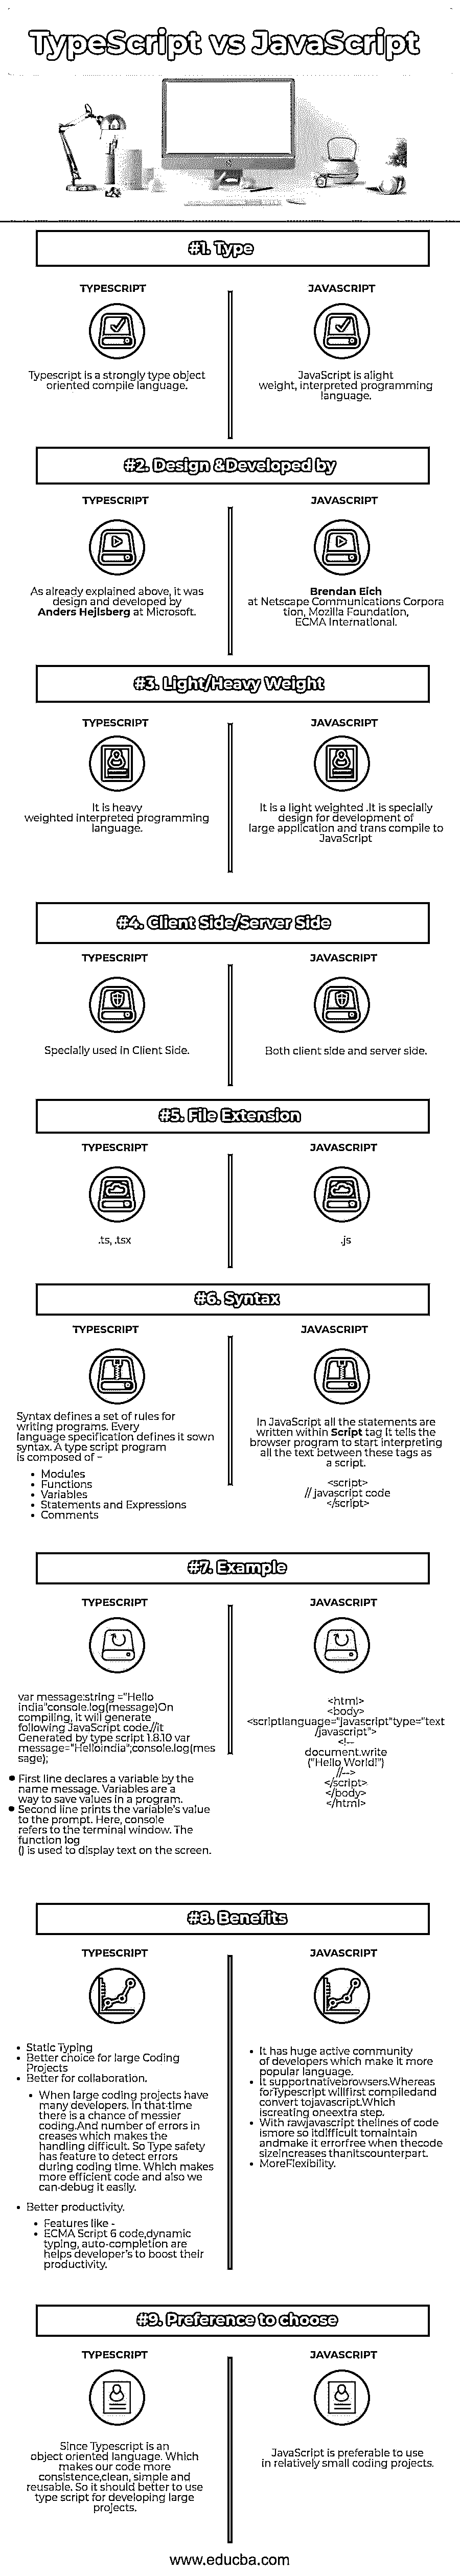 TypeScript vs JavaScript
#1. Type
TYPESCRIPT
Typescript is a strongly type object
oriented compile language.
JAVASCRIPT
JavaScript is alight
weight, interpreted programming
language.
#2. Design &Developed by
TYPESCRIPT
As already explained above, it was
design and developed by
Anders Hejlsberg at Microsoft.
JAVASCRIPT
Brendan Eich
at Netscape Communications Corpora
tion, Mozilla Foundation,
ECMA International.
#3. Light/Heavy Weight
TYPESCRIPT
It is heavy
weighted interpreted programming
language.
JAVASCRIPT
It is a light weighted .It is specially
design for development of
large application and trans compile to
JavaScript
#4. Client Side/Server Side
TYPESCRIPT
Specially used in Client Side.
JAVASCRIPT
Both client side and server side.
#5. File Extension
TYPESCRIPT
.ts, .tsx
JAVASCRIPT
.js
#6. Syntax
TYPESCRIPT
Syntax defines a set of rules for
writing programs. Every
language specification defines it sown
syntax. A type script program
is composed of –
• Modules
• Functions
• Variables
• Statements and Expressions
• Comments
JAVASCRIPT
In JavaScript all the statements are
written within Script tag It tells the
browser program to start interpreting
all the text between these tags as
a script.
<script>
// javascript code
</script>
#7. Example
TYPESCRIPT
var message:string ="Hello
india"console.log(message)On
compiling, it will generate
following JavaScript code.//it
Generated by type script 1.8.10 var
message="Helloindia";console.log(mes
sage);
• First line declares a variable by the
name message. Variables are a
way to save values in a program.
• Second line prints the variable's value
to the prompt. Here, console
refers to the terminal window. The
function log
() is used to display text on the screen.
JAVASCRIPT
<html>
<body>
<scriptlanguage="javascript"type="text
/javascript">
<!--
document.write
("Hello World!")
//-->
</script>
</body>
</html>
#8. Benefits
TYPESCRIPT
• Static Typing
• Better choice for large Coding
Projects
• Better for collaboration.
• When large coding projects have
many developers. In that-time
there is a chance of messier
coding.And number of errors in
creases which makes the
handling difficult. So Type safety
has feature to detect errors
during coding time. Which makes
more efficient code and also we
can-debug it easily.
• Better productivity.
• Features like -
• ECMA Script 6 code,dynamic
typing, auto-completion are
helps developer's to boost their
productivity.
JAVASCRIPT
• It has huge active community
of developers which make it more
popular language.
• It supportnativebrowsers.Whereas
forTypescript willfirst compiledand
convert tojavascript.Which
iscreating oneextra step.
• With rawjavascript thelines of code
ismore so itdifficult tomaintain
andmake it errorfree when thecode
sizeincreases thanitscounterpart.
• MoreFlexibility.
#9. Preference to choose
TYPESCRIPT
Since Typescript is an
object oriented language. Which
makes our code more
consistence,clean, simple and
reusable. So it should better to use
type script for developing large
projects.
JAVASCRIPT
JavaScript is preferable to use
in relatively small coding projects.
www.educba.com